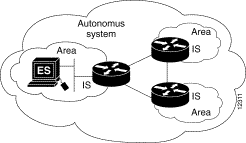 Autonomus
system
Area
Area
IS
ES
IS
IS
Area
12311